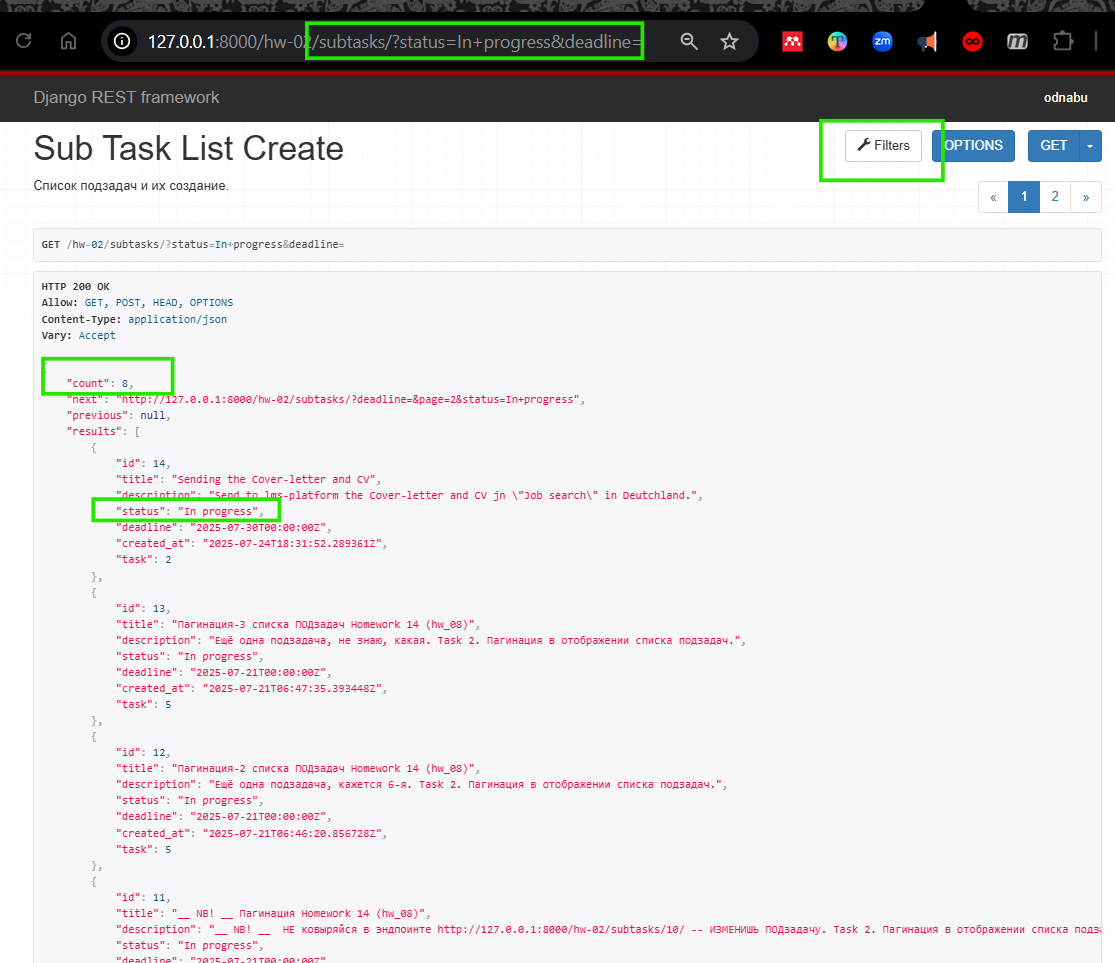 127.0.0.1:8000/hw-02/subtasks/?status=In+progress&deadline=
zm
m
Django REST framework
odnabu
Sub Task List Create
Filters
OPTIONS
GET
Список подзадач и их создание.
« 1 2 »
GET /hw-02/subtasks/?status=In+progress&deadline=
HTTP 200 OK
Allow: GET, POST, HEAD, OPTIONS
Content-Type: application/json
Vary: Accept
{
"count": 8,
"next": "http://127.0.0.1:8000/hw-02/subtasks/?deadline=&page=2&status=In+progress",
"previous": null,
"results": [
{
"id": 14,
"title": "Sending the Cover-letter and CV",
"description": "Send to lms-platform the Cover-letter and CV jn \"Job search\" in Deutchland.",
"status": "In progress",
"deadline": "2025-07-30T00:00:00Z",
"created_at": "2025-07-24T18:31:52.289361Z",
"task": 2
},
{
"id": 13,
"title": "Пагинация-3 списка ПОДзадач Homework 14 (hw_08)",
"description": "Ещё одна подзадача, не знаю, какая. Task 2. Пагинация в отображении списка подзадач.",
"status": "In progress",
"deadline": "2025-07-21T00:00:00Z",
"created_at": "2025-07-21T06:47:35.393448Z",
"task": 5
},
{
"id": 12,
"title": "Пагинация-2 списка ПОДзадач Homework 14 (hw_08)",
"description": "Ещё одна подзадача, кажется 6-я. Task 2. Пагинация в отображении списка подзадач.",
"status": "In progress",
"deadline": "2025-07-21T00:00:00Z",
"created_at": "2025-07-21T06:46:20.856728Z",
"task": 5
},
{
"id": 11,
"title": "__ NB! __ Пагинация Homework 14 (hw_08)",
"description": "__ NB! __  НЕ ковыряйся в эндпоинте http://127.0.0.1:8000/hw-02/subtasks/10/ -- ИЗМЕНИШЬ ПОДзадачу. Task 2. Пагинация в отображении списка подза
"status": "In progress",
"deadline": "2025-07-21T00:00:00Z",